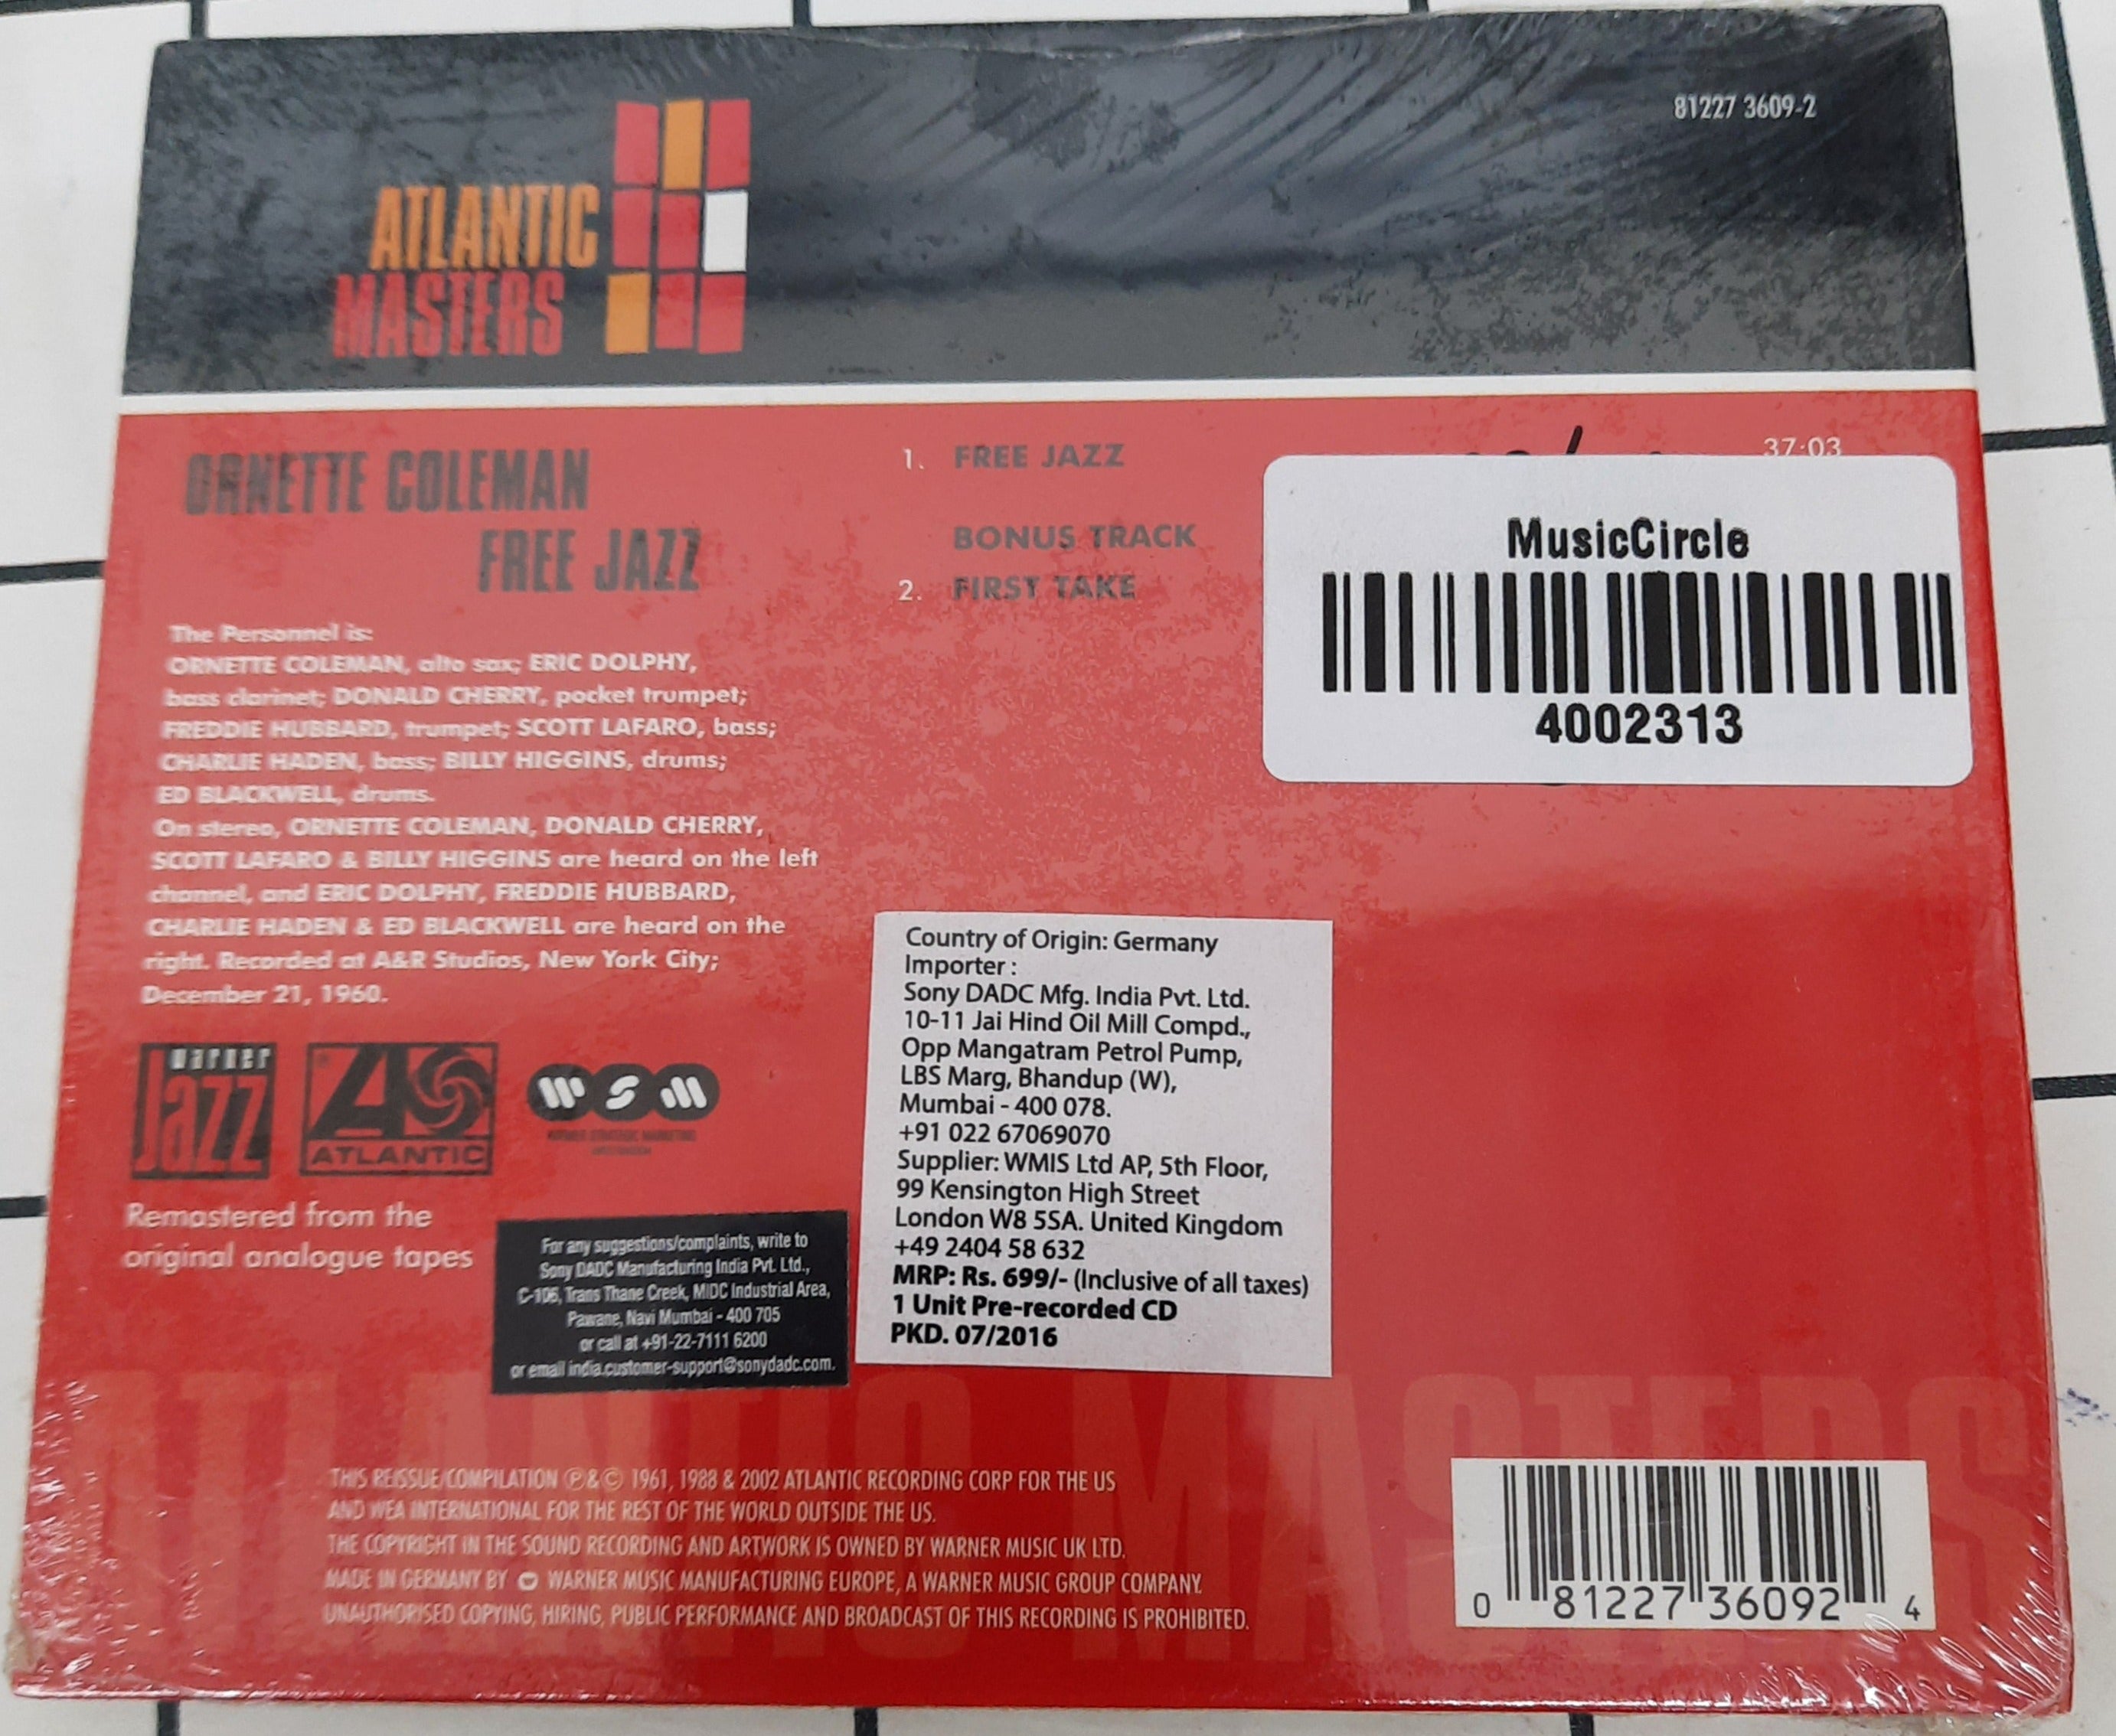 81227 3609-2
ATLANTIC
MASTERS
ORNETTE COLEMAN
FREE JAZZ
The Personnel is:
ORNETTE COLEMAN, alto sax; ERIC DOLPHY,
bass clarinet; DONALD CHERRY, pocket trumpet;
FREDDIE HUBBARD, trumpet; SCOTT LAFARO, bass;
CHARLIE HADEN, bass; BILLY HIGGINS, drums;
ED BLACKWELL, drums.
On stereo, ORNETTE COLEMAN, DONALD CHERRY,
SCOTT LAFARO & BILLY HIGGINS are heard on the left
channel, and ERIC DOLPHY, FREDDIE HUBBARD,
CHARLIE HADEN & ED BLACKWELL are heard on the
right. Recorded at A&R Studios, New York City;
December 21, 1960.
1. FREE JAZZ 37:03
BONUS TRACK
2. FIRST TAKE
MusicCircle
4002313
warner
Jazz
ATLANTIC
WSM
Remastered from the
original analogue tapes
For any suggestions/complaints, write to
Sony DADC Manufacturing India Pvt. Ltd.,
C-106, Trans Thane Creek, MIDC Industrial Area,
Pawane, Navi Mumbai - 400 705
or call at +91-22-7111 6200
or email india.customer-support@sonydadc.com.
Country of Origin: Germany
Importer :
Sony DADC Mfg. India Pvt. Ltd.
10-11 Jai Hind Oil Mill Compd.,
Opp Mangatram Petrol Pump,
LBS Marg, Bhandup (W),
Mumbai - 400 078.
+91 022 67069070
Supplier: WMIS Ltd AP, 5th Floor,
99 Kensington High Street
London W8 5SA. United Kingdom
+49 2404 58 632
MRP: Rs. 699/- (Inclusive of all taxes)
1 Unit Pre-recorded CD
PKD. 07/2016
ATLANTIC MASTERS
THIS REISSUE/COMPILATION Ⓟ&© 1961, 1988 & 2002 ATLANTIC RECORDING CORP FOR THE US
AND WEA INTERNATIONAL FOR THE REST OF THE WORLD OUTSIDE THE US.
THE COPYRIGHT IN THE SOUND RECORDING AND ARTWORK IS OWNED BY WARNER MUSIC UK LTD.
MADE IN GERMANY BY WARNER MUSIC MANUFACTURING EUROPE, A WARNER MUSIC GROUP COMPANY.
UNAUTHORISED COPYING, HIRING, PUBLIC PERFORMANCE AND BROADCAST OF THIS RECORDING IS PROHIBITED.
0 81227 36092 4